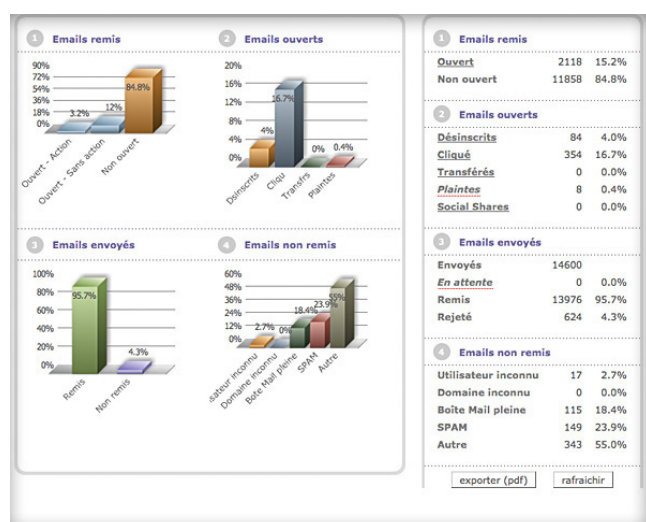 1 Emails remis
90%
72%
54%
36%
18%
0%
3.2%
12%
84.8%
Ouvert - Action
Ouvert - Sans action
Non ouvert
2 Emails ouverts
20%
16%
12%
8%
4%
0%
4%
16.7%
0%
0.4%
Dsinscrits
Cliqu
Transfrs
Plaintes
3 Emails envoyés
100%
80%
60%
40%
20%
0%
95.7%
4.3%
Remis
Non remis
4 Emails non remis
60%
48%
36%
24%
12%
0%
2.7%
0%
18.4%
23.9%
55%
sateur inconnu
Domaine inconnu
Bote Mail pleine
SPAM
Autre
1 Emails remis
Ouvert 2118 15.2%
Non ouvert 11858 84.8%
2 Emails ouverts
Désinscrits 84 4.0%
Cliqué 354 16.7%
Transférés 0 0.0%
Plaintes 8 0.4%
Social Shares 0 0.0%
3 Emails envoyés
Envoyés 14600
En attente 0 0.0%
Remis 13976 95.7%
Rejeté 624 4.3%
4 Emails non remis
Utilisateur inconnu 17 2.7%
Domaine inconnu 0 0.0%
Boîte Mail pleine 115 18.4%
SPAM 149 23.9%
Autre 343 55.0%
exporter (pdf) rafraichir